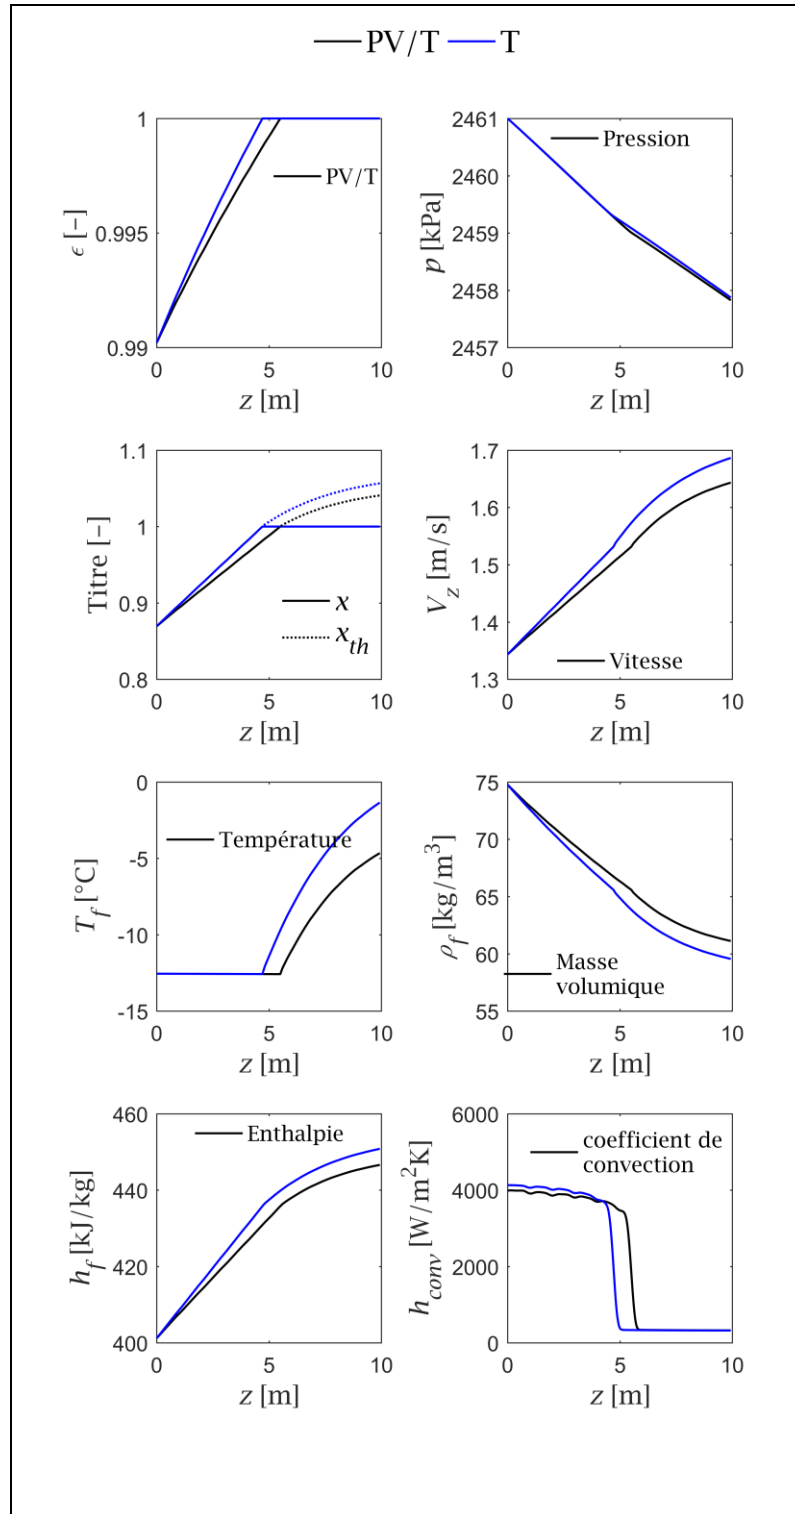 PV/T T
1
0.995
0.99
ϵ [–]
PV/T
0 5 10
z [m]
2461
2460
2459
2458
2457
p [kPa]
Pression
0 5 10
z [m]
1.1
1
0.9
0.8
Titre [–]
x
x_th
0 5 10
z [m]
1.7
1.6
1.5
1.4
1.3
V_z [m/s]
Vitesse
0 5 10
z [m]
0
-5
-10
-15
T_f [°C]
Température
0 5 10
z [m]
75
70
65
60
55
ρ_f [kg/m³]
Masse
volumique
0 5 10
z [m]
460
440
420
400
h_f [kJ/kg]
Enthalpie
0 5 10
z [m]
6000
4000
2000
0
h_conv [W/m²K]
coefficient de
convection
0 5 10
z [m]